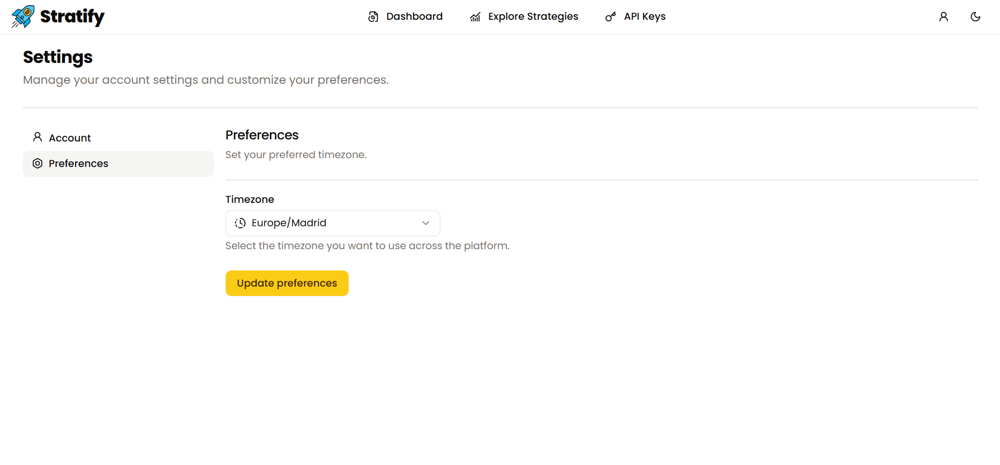 Stratify
Dashboard
Explore Strategies
API Keys
Settings
Manage your account settings and customize your preferences.
Account
Preferences
Preferences
Set your preferred timezone.
Timezone
Europe/Madrid
Select the timezone you want to use across the platform.
Update preferences